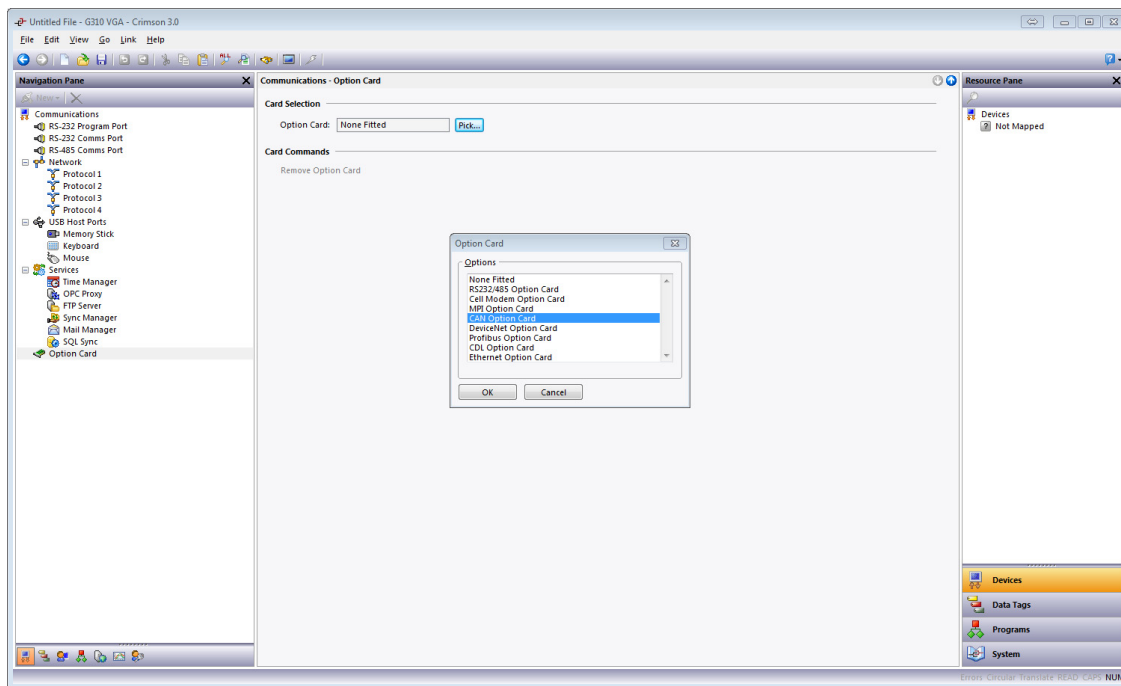 Untitled File - G310 VGA - Crimson 3.0
File Edit View Go Link Help
Navigation Pane
New
Communications
RS-232 Program Port
RS-232 Comms Port
RS-485 Comms Port
Network
Protocol 1
Protocol 2
Protocol 3
Protocol 4
USB Host Ports
Memory Stick
Keyboard
Mouse
Services
Time Manager
OPC Proxy
FTP Server
Sync Manager
Mail Manager
SQL Sync
Option Card
Communications - Option Card
Card Selection
Option Card: None Fitted Pick...
Card Commands
Remove Option Card
Option Card
Options
None Fitted
RS232/485 Option Card
Cell Modem Option Card
MPI Option Card
CAN Option Card
DeviceNet Option Card
Profibus Option Card
CDL Option Card
Ethernet Option Card
OK Cancel
Resource Pane
Devices
Not Mapped
Devices
Data Tags
Programs
System
Errors Circular Translate READ CAPS NUM